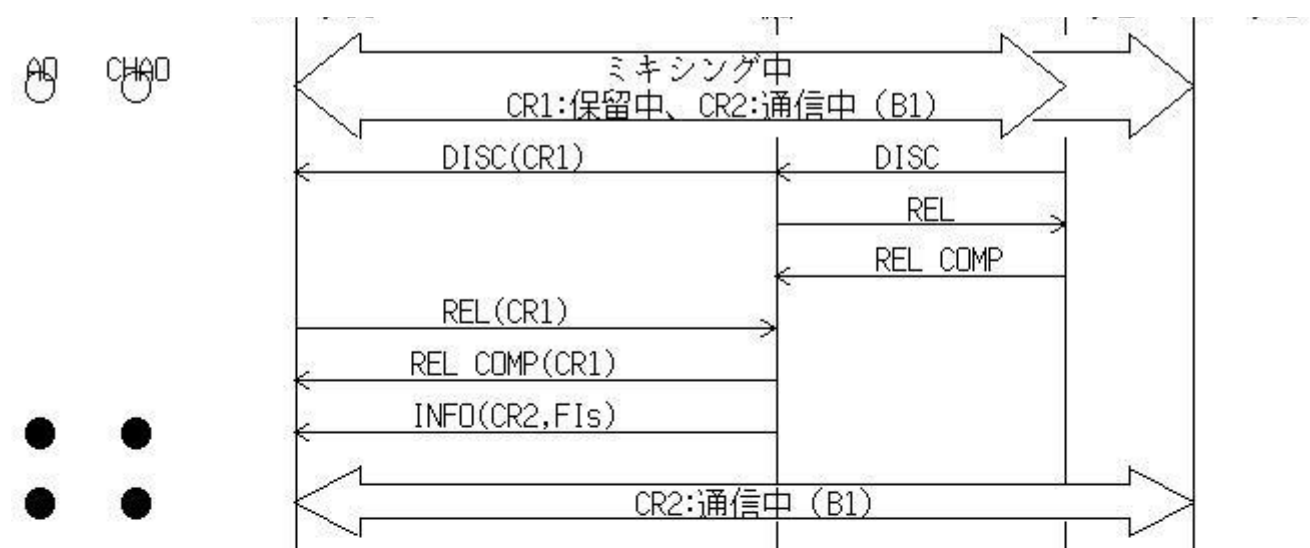 AO CHAO
ミキシング中
CR1:保留中、CR2:通信中（B1）
DISC(CR1) DISC
REL
REL COMP
REL(CR1)
REL COMP(CR1)
INFO(CR2,FIs)
CR2:通信中（B1）